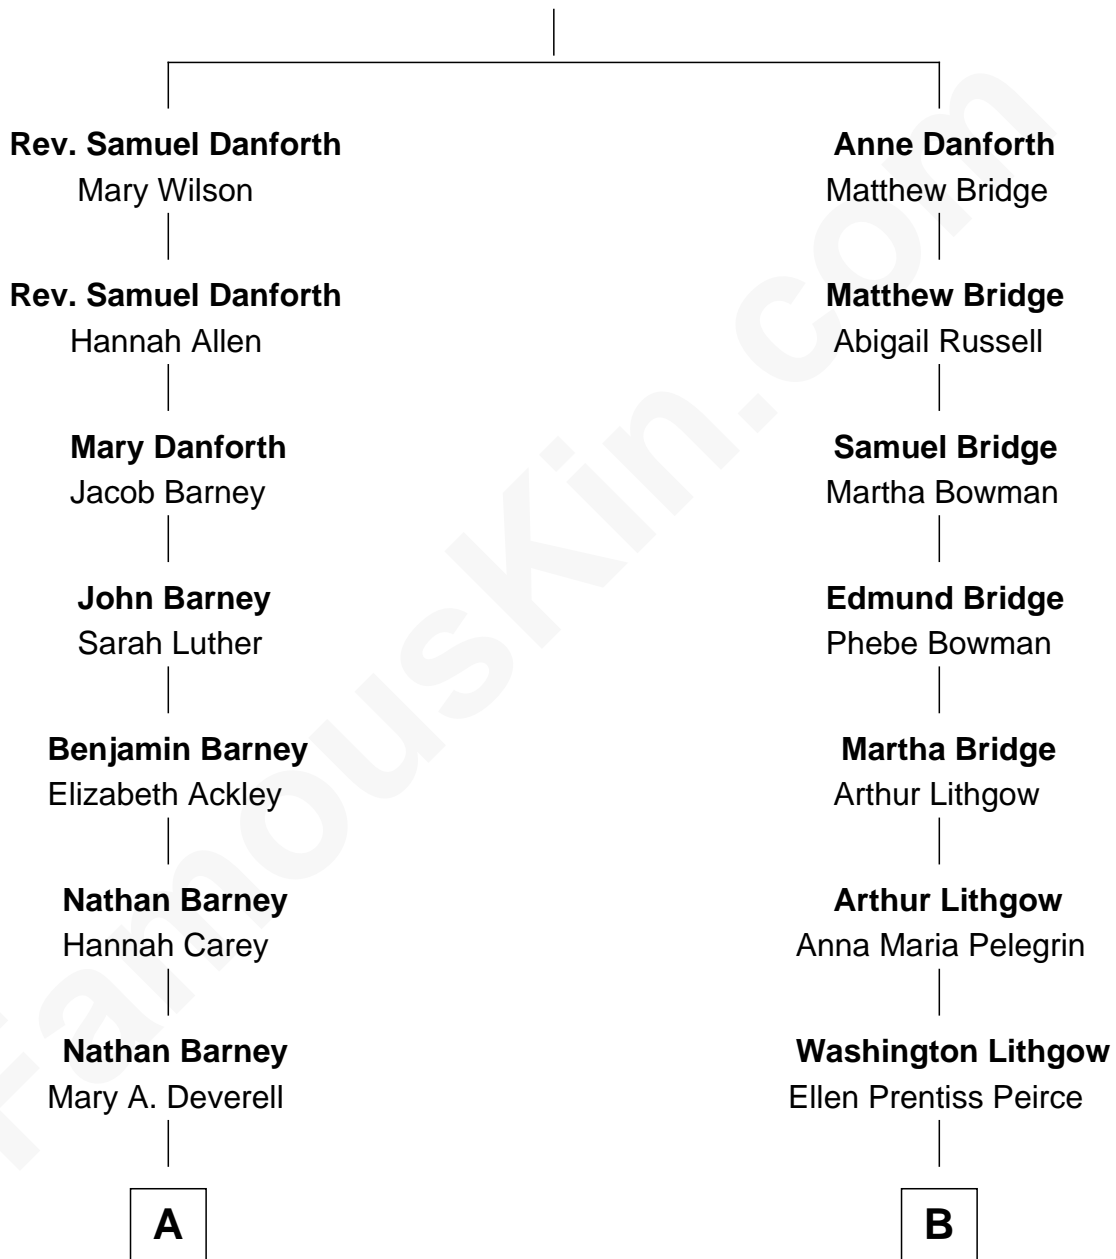 Rev. Samuel Danforth
Mary Wilson
Rev. Samuel Danforth
Hannah Allen
Mary Danforth
Jacob Barney
John Barney
Sarah Luther
Benjamin Barney
Elizabeth Ackley
Nathan Barney
Hannah Carey
Nathan Barney
Mary A. Deverell
A
Anne Danforth
Matthew Bridge
Matthew Bridge
Abigail Russell
Samuel Bridge
Martha Bowman
Edmund Bridge
Phebe Bowman
Martha Bridge
Arthur Lithgow
Arthur Lithgow
Anna Maria Pelegrin
Washington Lithgow
Ellen Prentiss Peirce
B
FamousKin.com